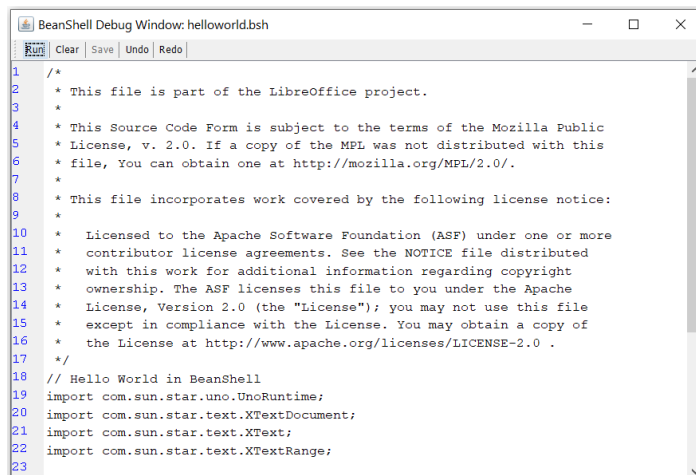 BeanShell Debug Window: helloworld.bsh
Run Clear Save Undo Redo
1 /*
2  * This file is part of the LibreOffice project.
3  *
4  * This Source Code Form is subject to the terms of the Mozilla Public
5  * License, v. 2.0. If a copy of the MPL was not distributed with this
6  * file, You can obtain one at http://mozilla.org/MPL/2.0/.
7  *
8  * This file incorporates work covered by the following license notice:
9  *
10  *   Licensed to the Apache Software Foundation (ASF) under one or more
11  *   contributor license agreements. See the NOTICE file distributed
12  *   with this work for additional information regarding copyright
13  *   ownership. The ASF licenses this file to you under the Apache
14  *   License, Version 2.0 (the "License"); you may not use this file
15  *   except in compliance with the License. You may obtain a copy of
16  *   the License at http://www.apache.org/licenses/LICENSE-2.0 .
17  */
18 // Hello World in BeanShell
19 import com.sun.star.uno.UnoRuntime;
20 import com.sun.star.text.XTextDocument;
21 import com.sun.star.text.XText;
22 import com.sun.star.text.XTextRange;
23